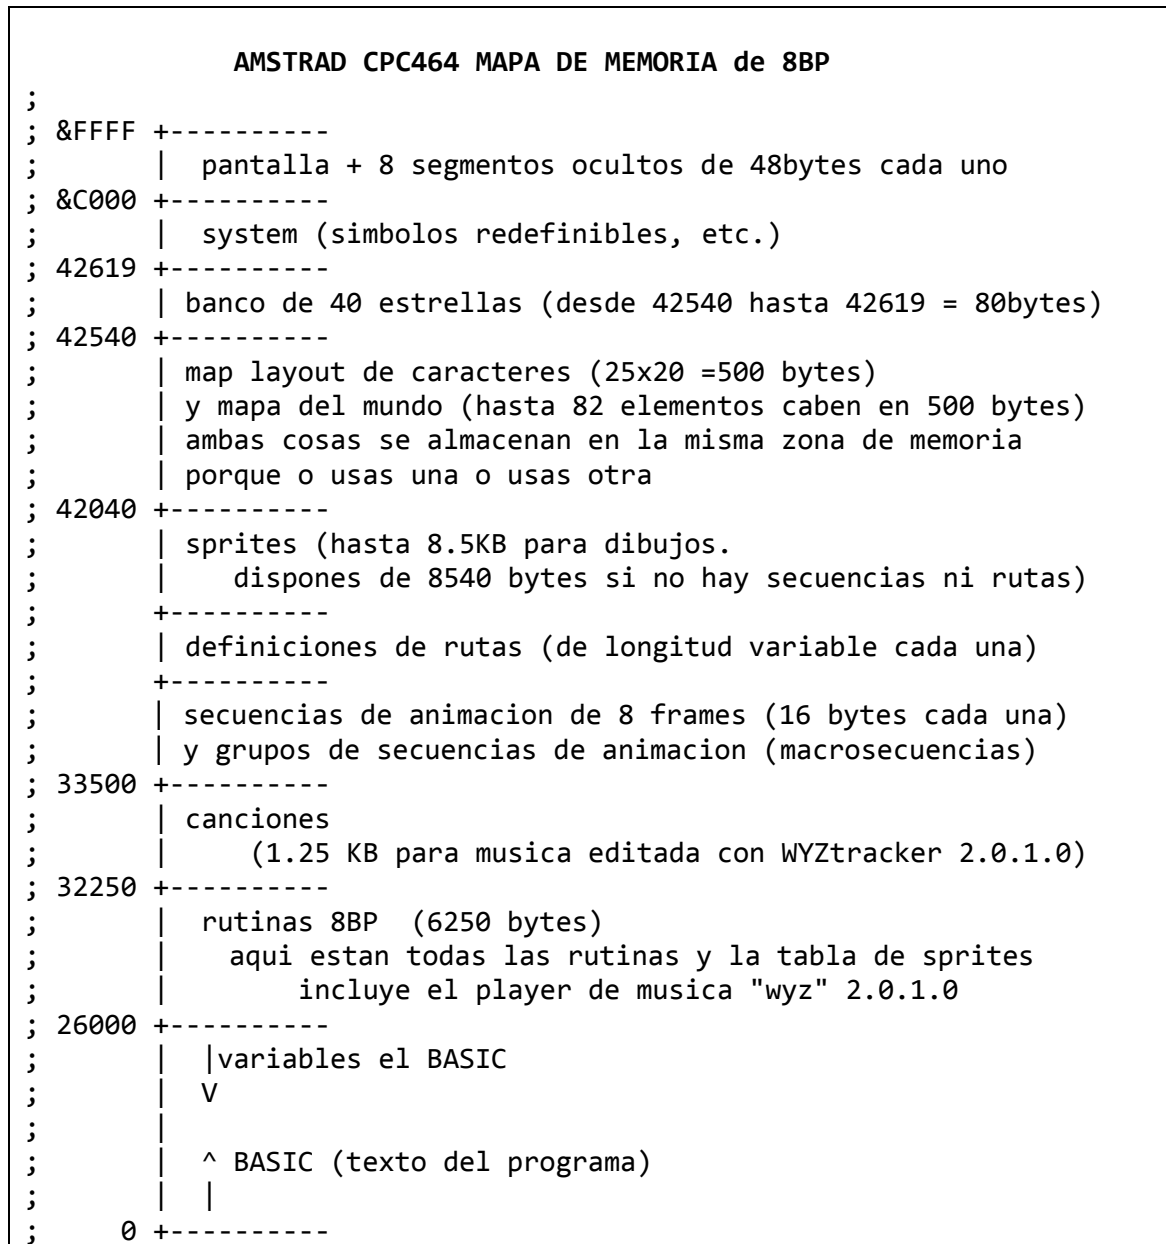 AMSTRAD CPC464 MAPA DE MEMORIA de 8BP
;
; &FFFF +----------
;       |  pantalla + 8 segmentos ocultos de 48bytes cada uno
; &C000 +----------
;       |  system (simbolos redefinibles, etc.)
; 42619 +----------
;       | banco de 40 estrellas (desde 42540 hasta 42619 = 80bytes)
; 42540 +----------
;       | map layout de caracteres (25x20 =500 bytes)
;       | y mapa del mundo (hasta 82 elementos caben en 500 bytes)
;       | ambas cosas se almacenan en la misma zona de memoria
;       | porque o usas una o usas otra
; 42040 +----------
;       | sprites (hasta 8.5KB para dibujos.
;       |    dispones de 8540 bytes si no hay secuencias ni rutas)
;       +----------
;       | definiciones de rutas (de longitud variable cada una)
;       +----------
;       | secuencias de animacion de 8 frames (16 bytes cada una)
;       | y grupos de secuencias de animacion (macrosecuencias)
; 33500 +----------
;       | canciones
;       |     (1.25 KB para musica editada con WYZtracker 2.0.1.0)
; 32250 +----------
;       |  rutinas 8BP  (6250 bytes)
;       |    aqui estan todas las rutinas y la tabla de sprites
;       |        incluye el player de musica "wyz" 2.0.1.0
; 26000 +----------
;       |  |variables el BASIC
;       |  V
;       |
;       |  ^ BASIC (texto del programa)
;       |  |
;     0 +----------